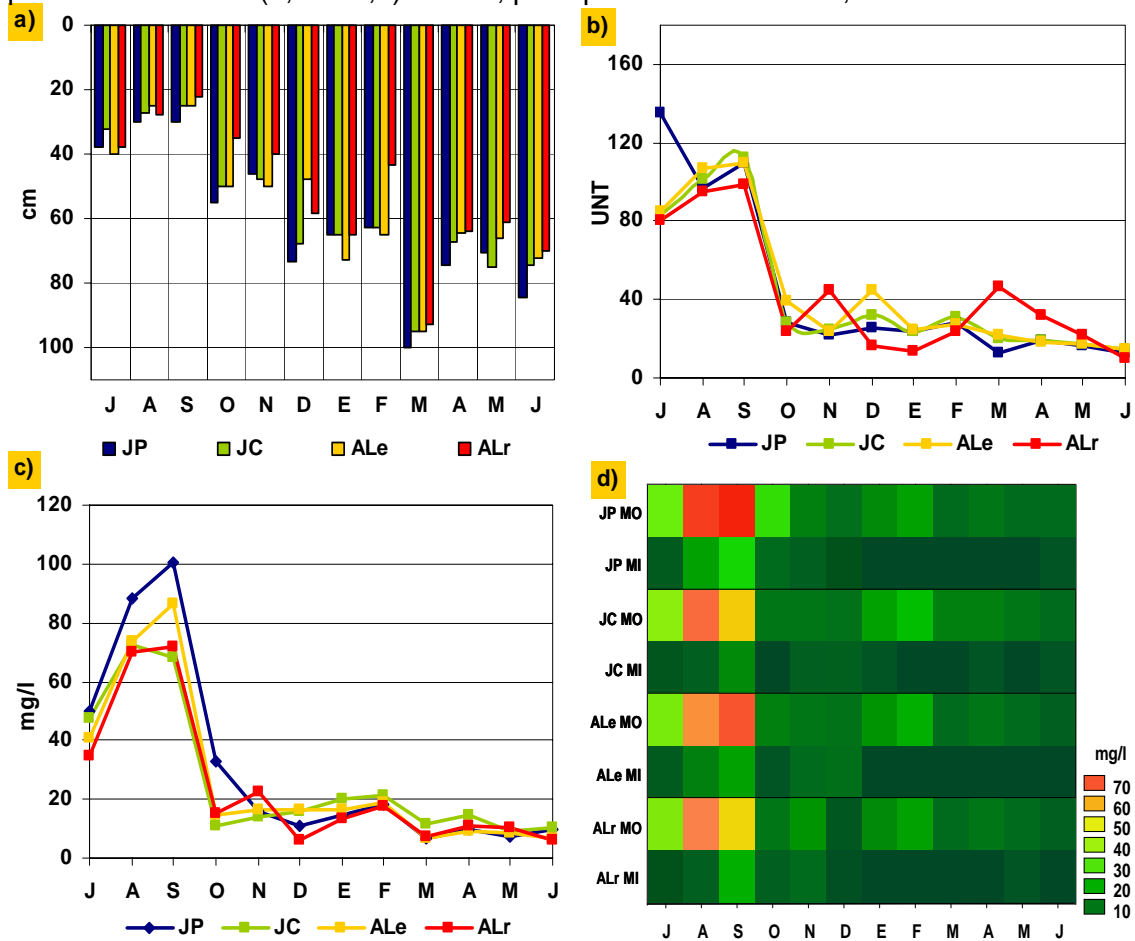 a)
0
20
40
60
80
100
cm
J A S O N D E F M A M J
JP JC ALe ALr
b)
160
120
80
40
0
UNT
J A S O N D E F M A M J
JP JC ALe ALr
c)
120
100
80
60
40
20
0
mg/l
J A S O N D E F M A M J
JP JC ALe ALr
d)
JP MO
JP MI
JC MO
JC MI
ALe MO
ALe MI
ALr MO
ALr MI
J A S O N D E F M A M J
mg/l
70
60
50
40
30
20
10